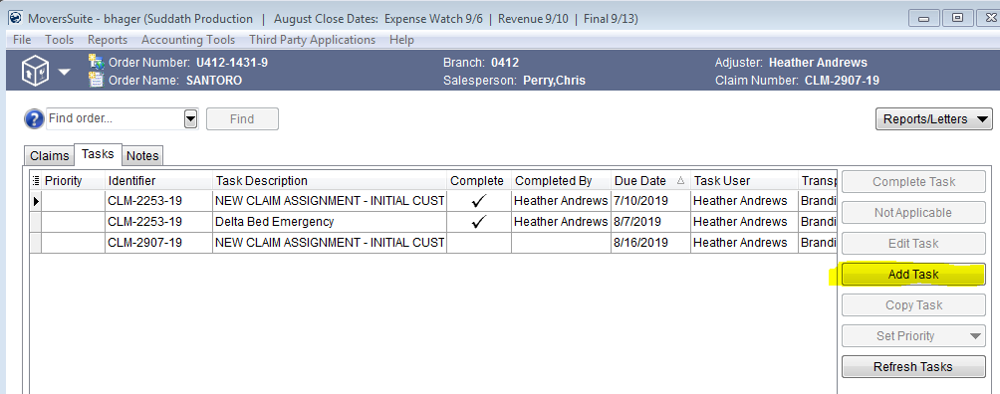 MoversSuite - bhager (Suddath Production | August Close Dates: Expense Watch 9/6 | Revenue 9/10 | Final 9/13)
File Tools Reports Accounting Tools Third Party Applications Help
Order Number: U412-1431-9 Branch: 0412 Adjuster: Heather Andrews
Order Name: SANTORO Salesperson: Perry,Chris Claim Number: CLM-2907-19
Find order... Find Reports/Letters
Claims Tasks Notes
Priority Identifier Task Description Complete Completed By Due Date Task User Transp
CLM-2253-19 NEW CLAIM ASSIGNMENT - INITIAL CUST Heather Andrews 7/10/2019 Heather Andrews Brandi
CLM-2253-19 Delta Bed Emergency Heather Andrews 8/7/2019 Heather Andrews Brandi
CLM-2907-19 NEW CLAIM ASSIGNMENT - INITIAL CUST 8/16/2019 Heather Andrews Brandi
Complete Task
Not Applicable
Edit Task
Add Task
Copy Task
Set Priority
Refresh Tasks